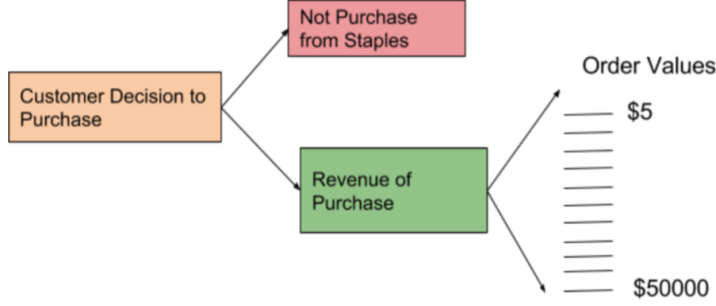 Not Purchase
from Staples
Customer Decision to
Purchase
Order Values
$5
Revenue of
Purchase
$50000